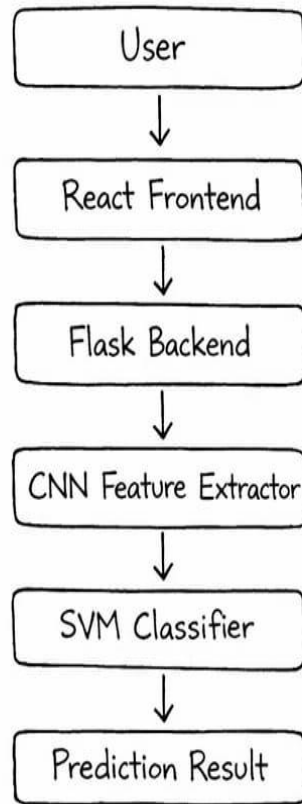 User
React Frontend
Flask Backend
CNN Feature Extractor
SVM Classifier
Prediction Result